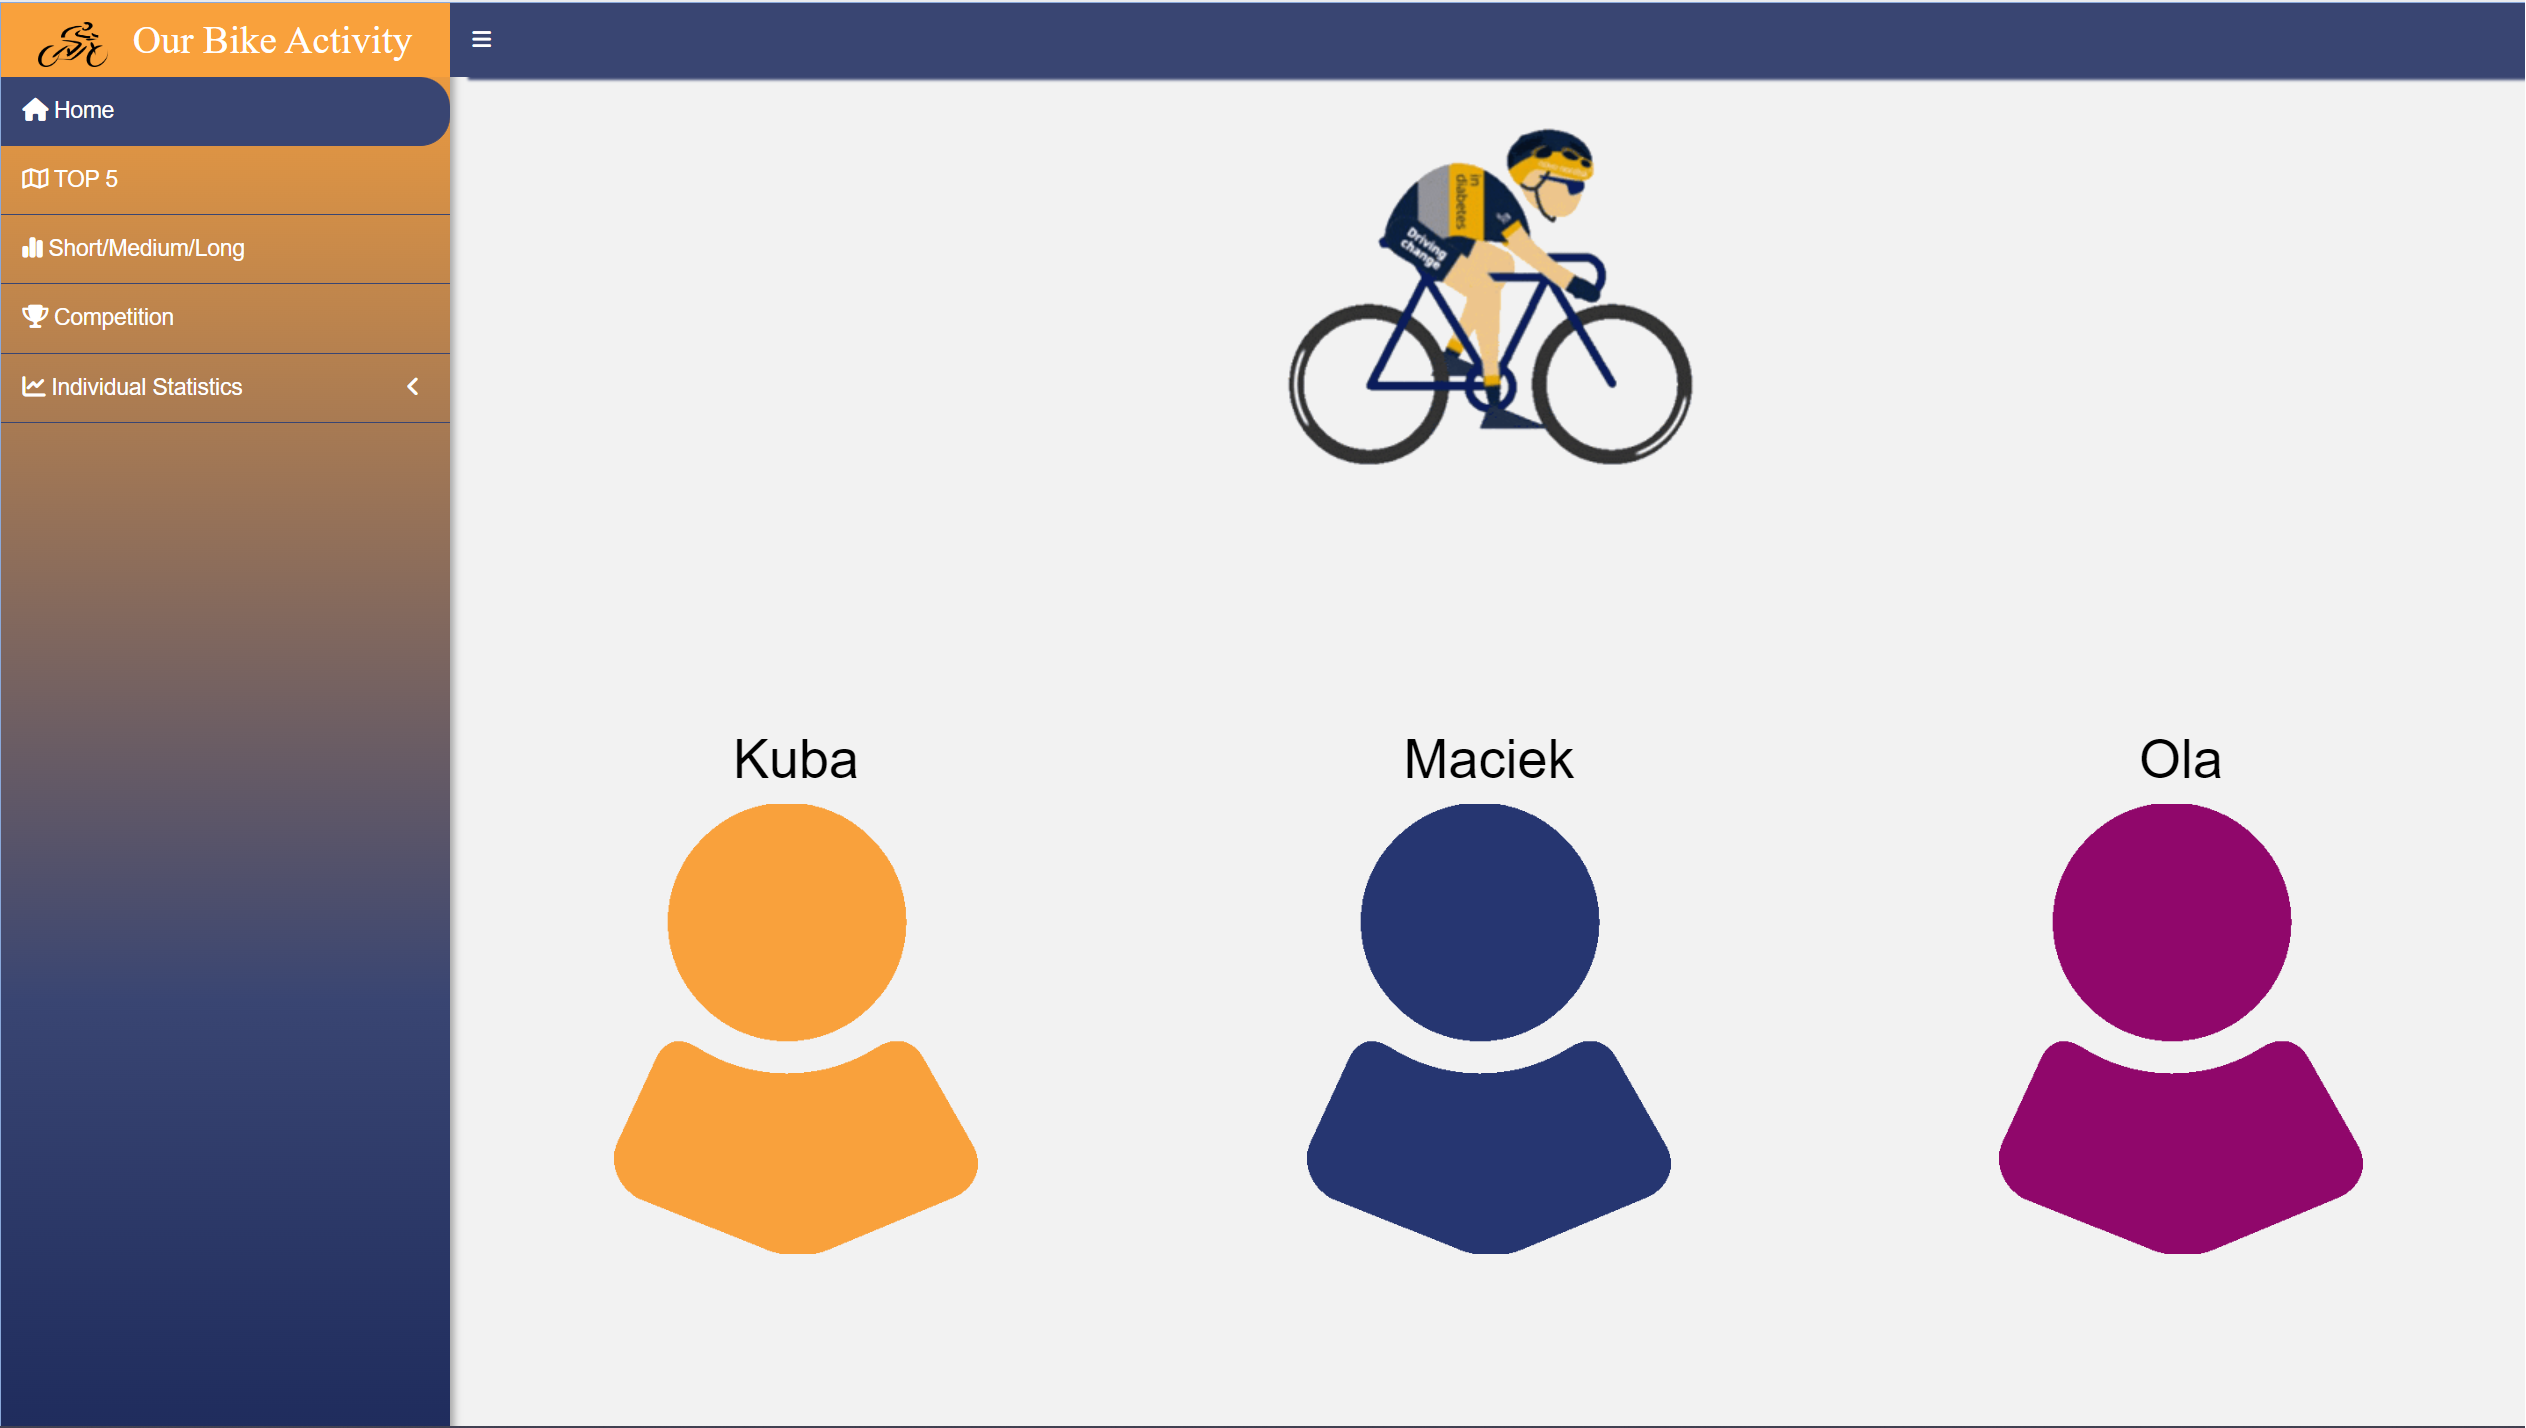 Our Bike Activity
Home
TOP 5
Short/Medium/Long
Competition
Individual Statistics
in
diabetes
Driving
change
Kuba
Maciek
Ola